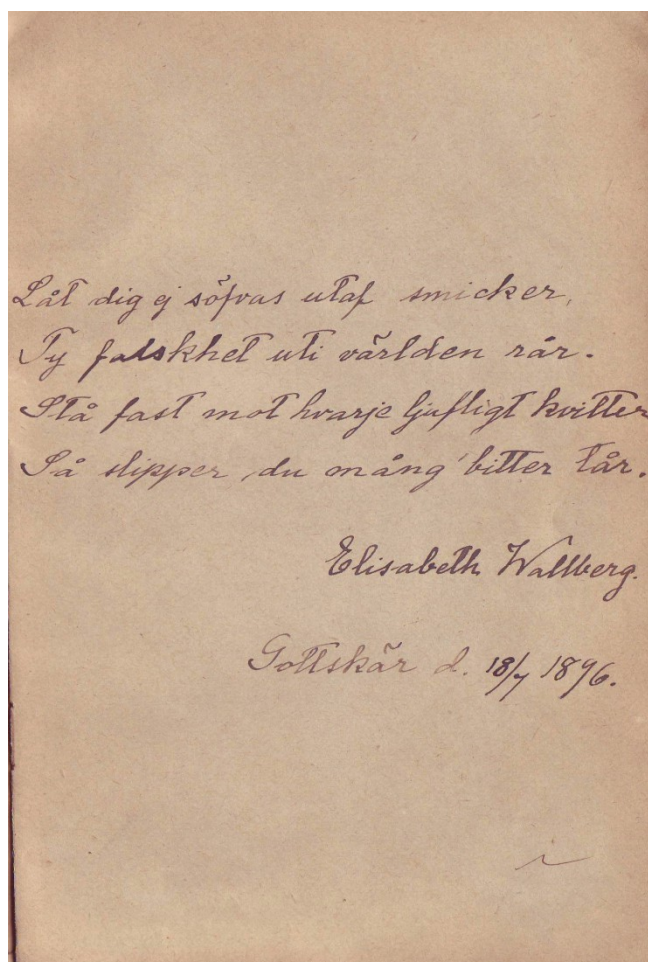 Låt dig ej söfvas utaf smicker,
Ty falskhet uti världen rår.
Stå fast mot hvarje ljufligt kvitter
Så slipper du mång' bitter tår.
Elisabeth Wallberg.
Gottskär d. 18/7 1896.